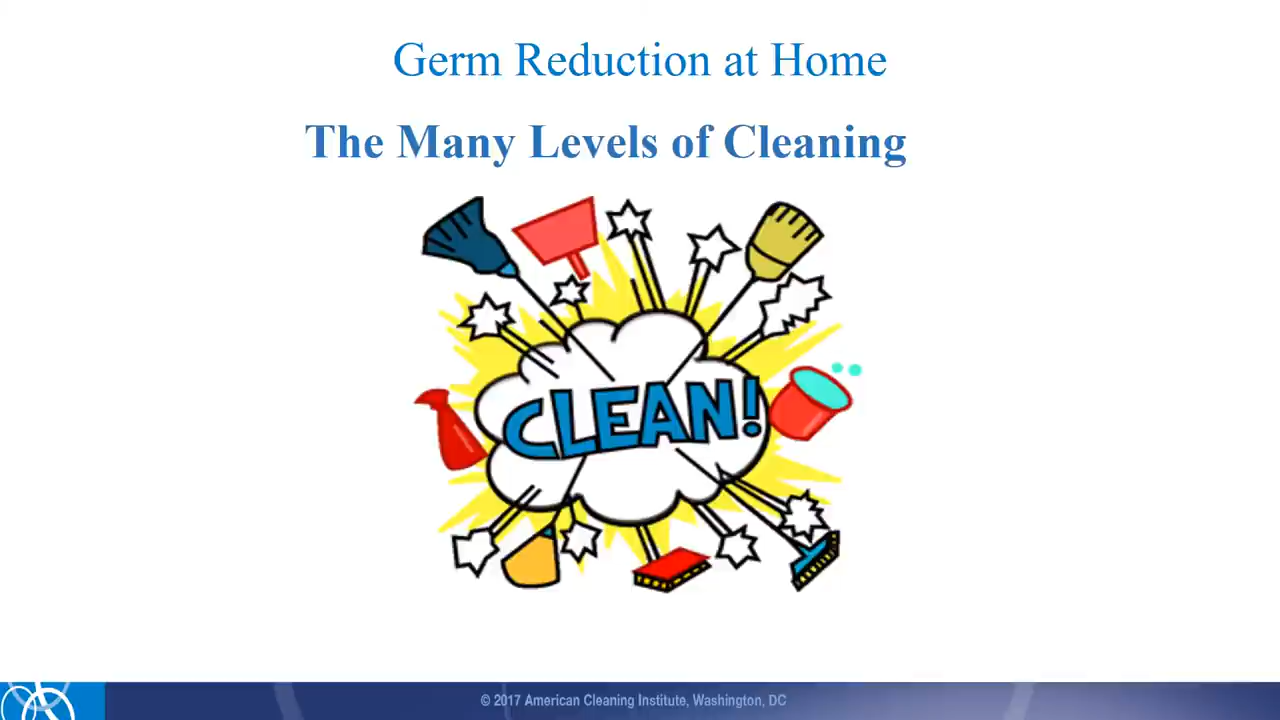 Germ Reduction at Home
The Many Levels of Cleaning
CLEAN!
© 2017 American Cleaning Institute, Washington, DC